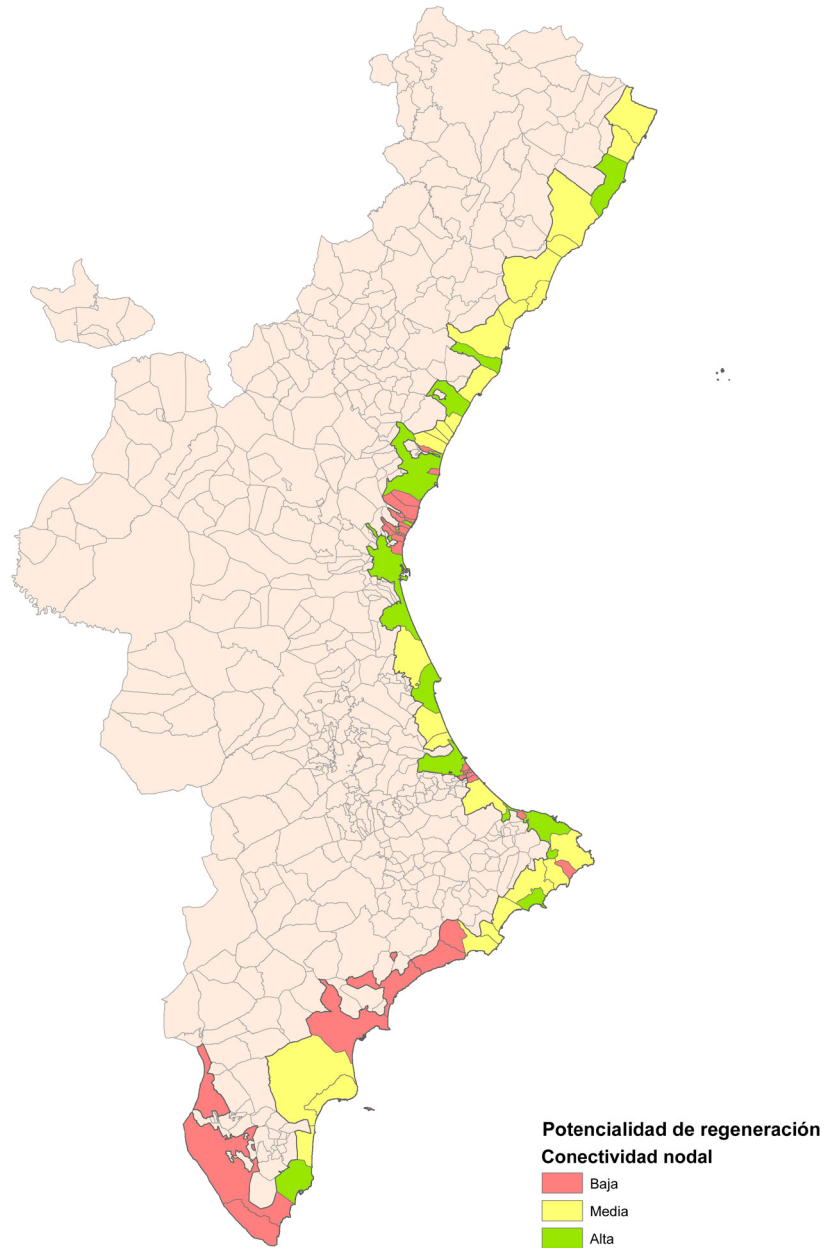 Potencialidad de regeneración
Conectividad nodal
Baja
Media
Alta